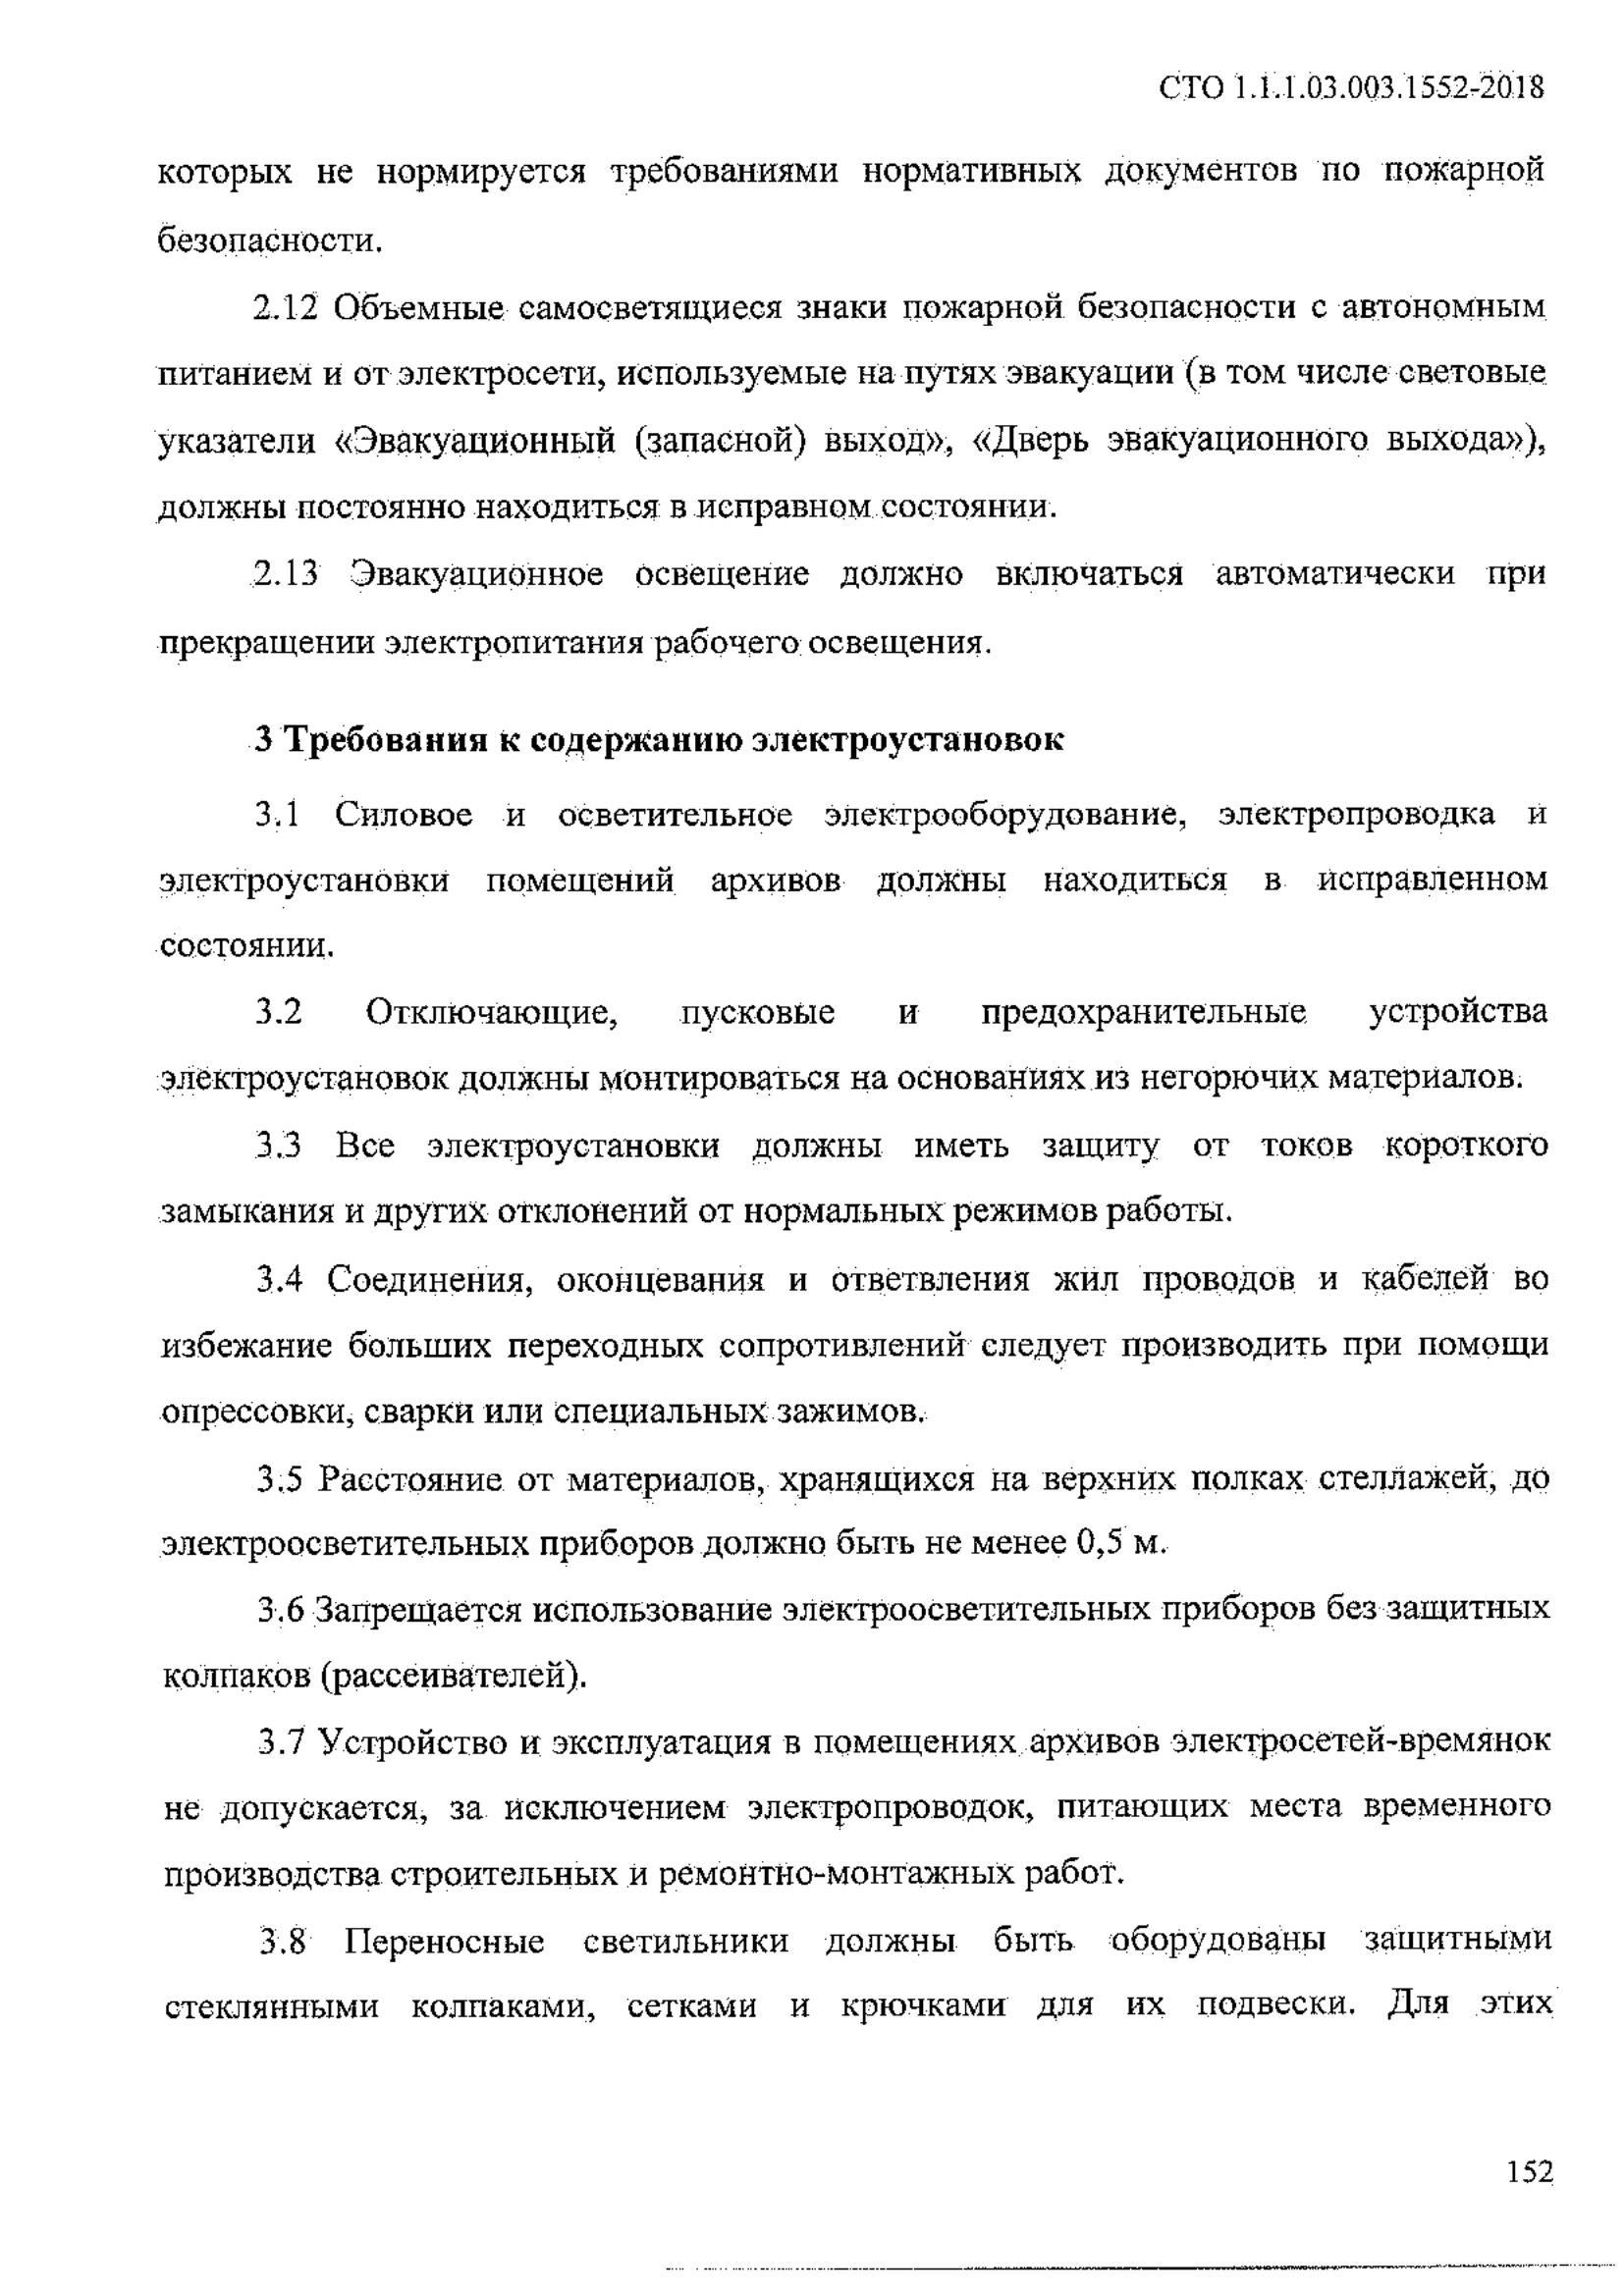 СТО 1.1.1.03.003.1552-2018
которых не нормируется требованиями нормативных документов по пожарной
безопасности.
2.12 Объемные самосветящиеся знаки пожарной безопасности с автономным
питанием и от электросети, используемые на путях эвакуации (в том числе световые
указатели «Эвакуационный (запасной) выход», «Дверь эвакуационного выхода»),
должны постоянно находиться в исправном состоянии.
2.13 Эвакуационное освещение должно включаться автоматически при
прекращении электропитания рабочего освещения.
3 Требования к содержанию электроустановок
3.1 Силовое и осветительное электрооборудование, электропроводка и
электроустановки помещений архивов должны находиться в исправленном
состоянии.
3.2 Отключающие, пусковые и предохранительные устройства
электроустановок должны монтироваться на основаниях из негорючих материалов.
3.3 Все электроустановки должны иметь защиту от токов короткого
замыкания и других отклонений от нормальных режимов работы.
3.4 Соединения, оконцевания и ответвления жил проводов и кабелей во
избежание больших переходных сопротивлений следует производить при помощи
опрессовки, сварки или специальных зажимов.
3.5 Расстояние от материалов, хранящихся на верхних полках стеллажей, до
электроосветительных приборов должно быть не менее 0,5 м.
3.6 Запрещается использование электроосветительных приборов без защитных
колпаков (рассеивателей).
3.7 Устройство и эксплуатация в помещениях архивов электросетей-времянок
не допускается, за исключением электропроводок, питающих места временного
производства строительных и ремонтно-монтажных работ.
3.8 Переносные светильники должны быть оборудованы защитными
стеклянными колпаками, сетками и крючками для их подвески. Для этих
152